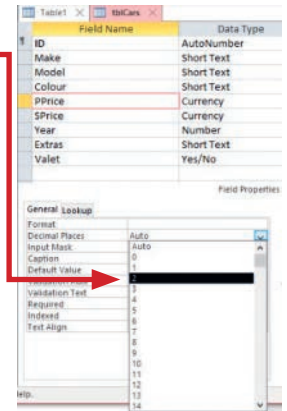 Table1 tblCars
Field Name Data Type
ID AutoNumber
Make Short Text
Model Short Text
Colour Short Text
PPrice Currency
SPrice Currency
Year Number
Extras Short Text
Valet Yes/No
Field Properties
General Lookup
Format
Decimal Places Auto
Input Mask Auto
Caption 0
Default Value 1
2
Validation Text 3
Required 4
Indexed 5
Text Align 6
7
8
9
10
11
12
13
14